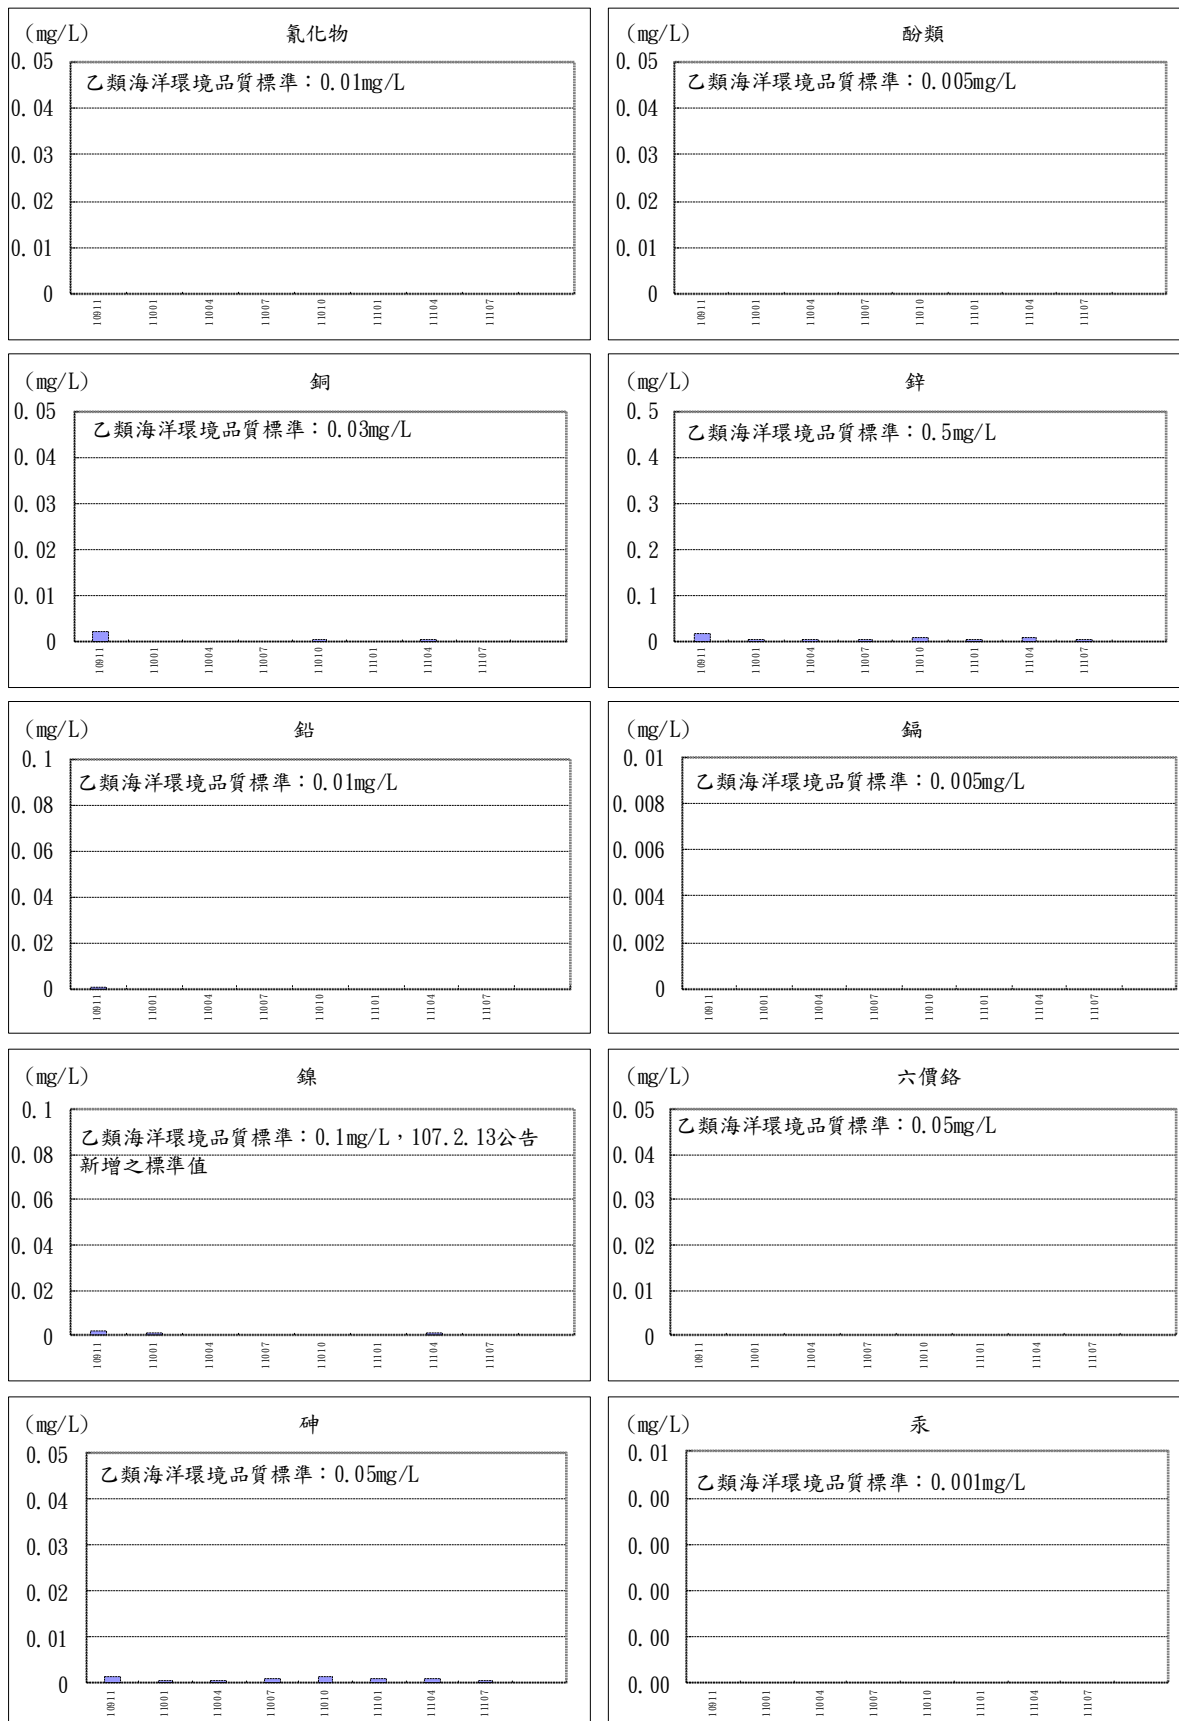 (mg/L) 氰化物
0.05
乙類海洋環境品質標準：0.01mg/L
0.04
0.03
0.02
0.01
0
10911 11001 11004 11007 11010 11101 11104 11107
(mg/L) 酚類
0.05
乙類海洋環境品質標準：0.005mg/L
0.04
0.03
0.02
0.01
0
10911 11001 11004 11007 11010 11101 11104 11107
(mg/L) 銅
0.05
乙類海洋環境品質標準：0.03mg/L
0.04
0.03
0.02
0.01
0
10911 11001 11004 11007 11010 11101 11104 11107
(mg/L) 鋅
0.5
乙類海洋環境品質標準：0.5mg/L
0.4
0.3
0.2
0.1
0
10911 11001 11004 11007 11010 11101 11104 11107
(mg/L) 鉛
0.1
乙類海洋環境品質標準：0.01mg/L
0.08
0.06
0.04
0.02
0
10911 11001 11004 11007 11010 11101 11104 11107
(mg/L) 鎘
0.01
乙類海洋環境品質標準：0.005mg/L
0.008
0.006
0.004
0.002
0
10911 11001 11004 11007 11010 11101 11104 11107
(mg/L) 鎳
0.1
乙類海洋環境品質標準：0.1mg/L，107.2.13公告
新增之標準值
0.08
0.06
0.04
0.02
0
10911 11001 11004 11007 11010 11101 11104 11107
(mg/L) 六價鉻
0.05
乙類海洋環境品質標準：0.05mg/L
0.04
0.03
0.02
0.01
0
10911 11001 11004 11007 11010 11101 11104 11107
(mg/L) 砷
0.05
乙類海洋環境品質標準：0.05mg/L
0.04
0.03
0.02
0.01
0
10911 11001 11004 11007 11010 11101 11104 11107
(mg/L) 汞
0.01
乙類海洋環境品質標準：0.001mg/L
0.00
0.00
0.00
0.00
0.00
10911 11001 11004 11007 11010 11101 11104 11107